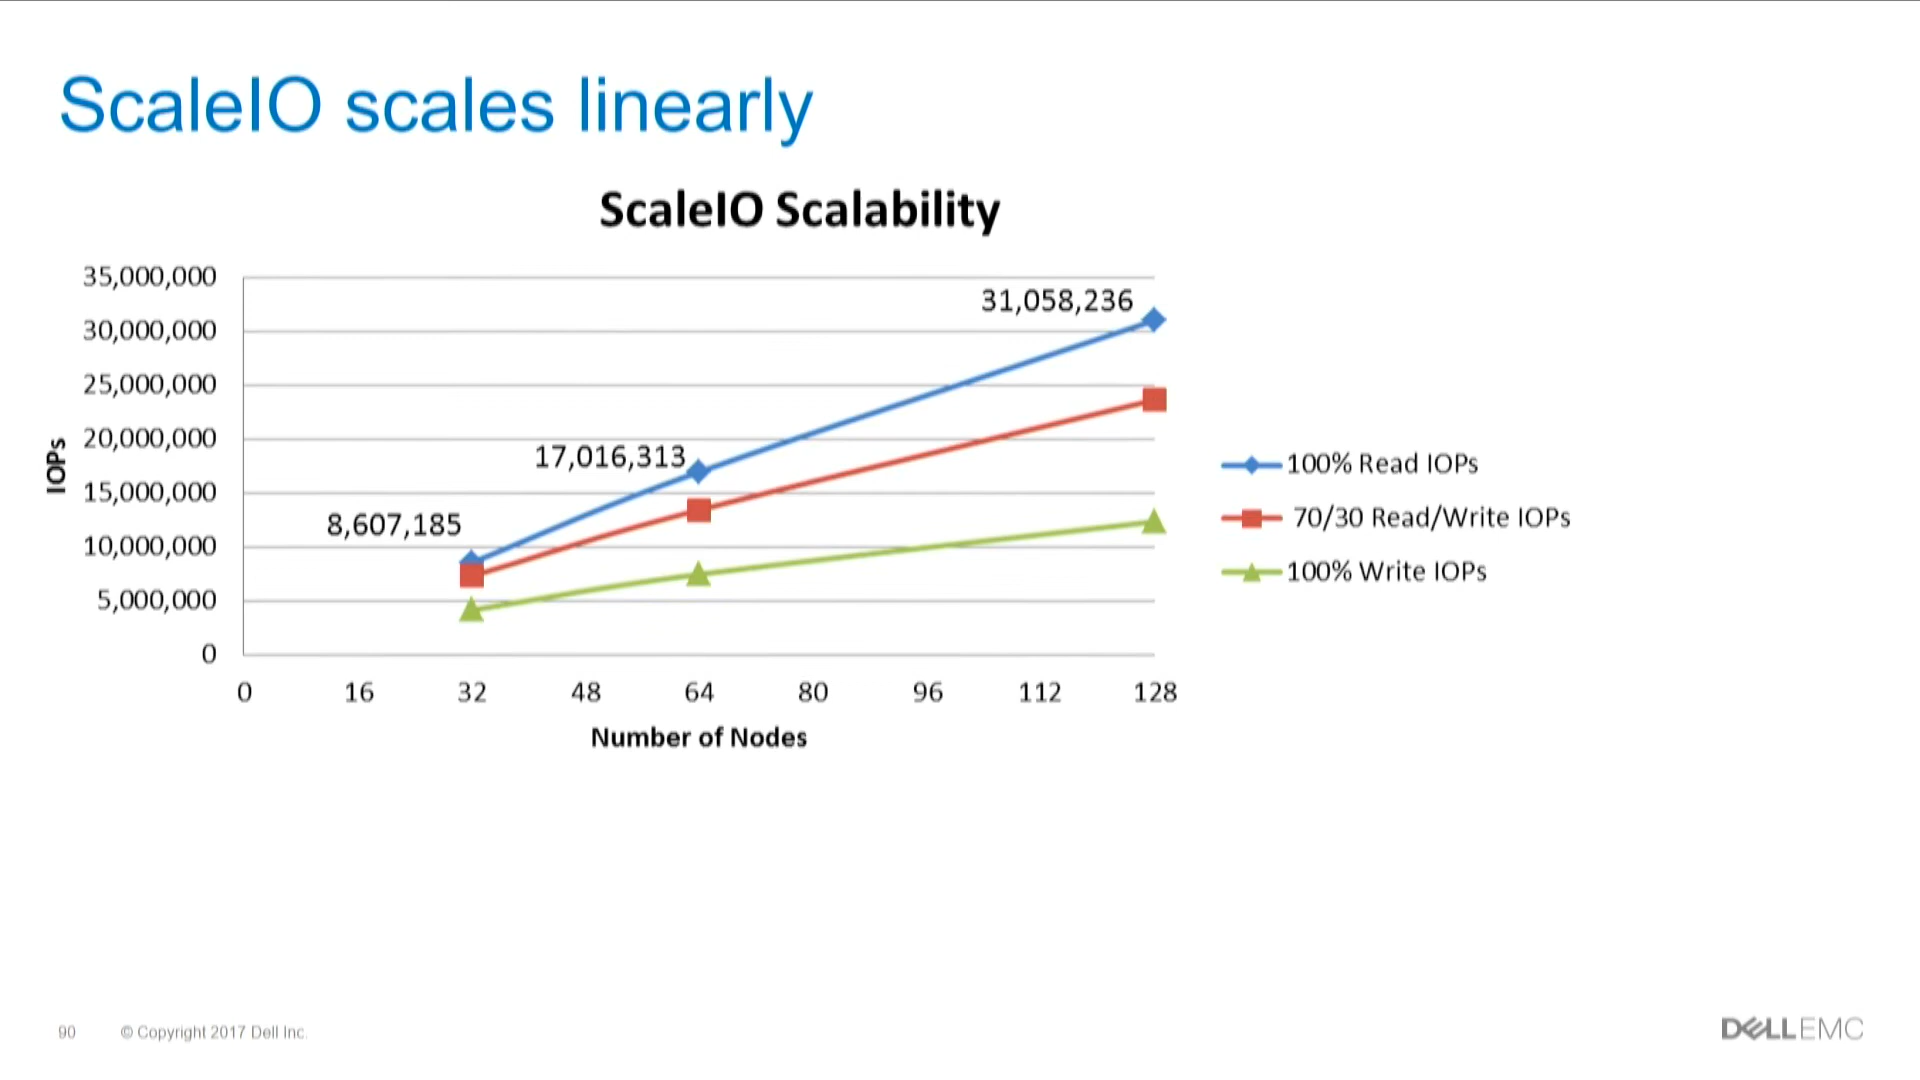 ScaleIO scales linearly
ScaleIO Scalability
35,000,000
30,000,000
25,000,000
20,000,000
15,000,000
10,000,000
5,000,000
0
IOPs
31,058,236
17,016,313
8,607,185
0 16 32 48 64 80 96 112 128
Number of Nodes
100% Read IOPs
70/30 Read/Write IOPs
100% Write IOPs
90 © Copyright 2017 Dell Inc.
DELLEMC